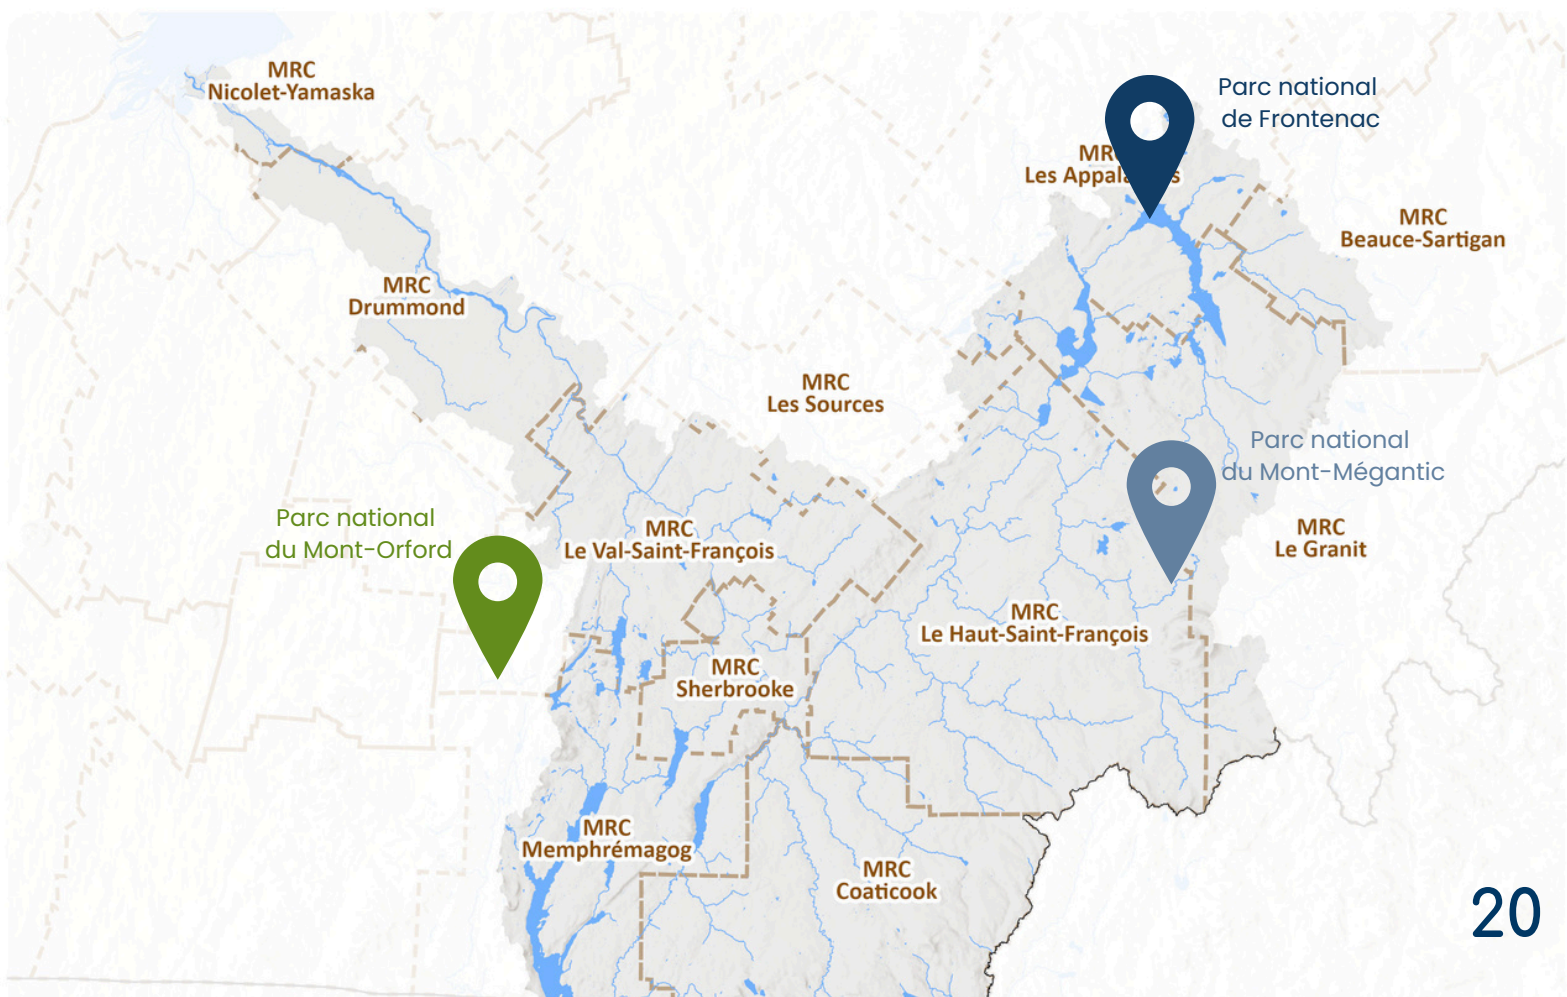 MRC
Nicolet-Yamaska
Parc national
de Frontenac
MRC
Les Appal s
MRC
Beauce-Sartigan
MRC
Drummond
MRC
Les Sources
Parc national
du Mont-Mégantic
Parc national
du Mont-Orford
MRC
Le Val-Saint-François
MRC
Le Granit
MRC
Le Haut-Saint-François
MRC
Sherbrooke
MRC
Memphrémagog
MRC
Coaticook
20